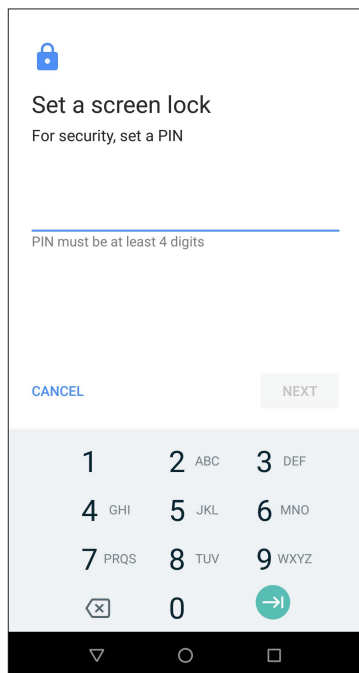 Set a screen lock
For security, set a PIN
PIN must be at least 4 digits
CANCEL NEXT
1 2 ABC 3 DEF
4 GHI 5 JKL 6 MNO
7 PRQS 8 TUV 9 WXYZ
0